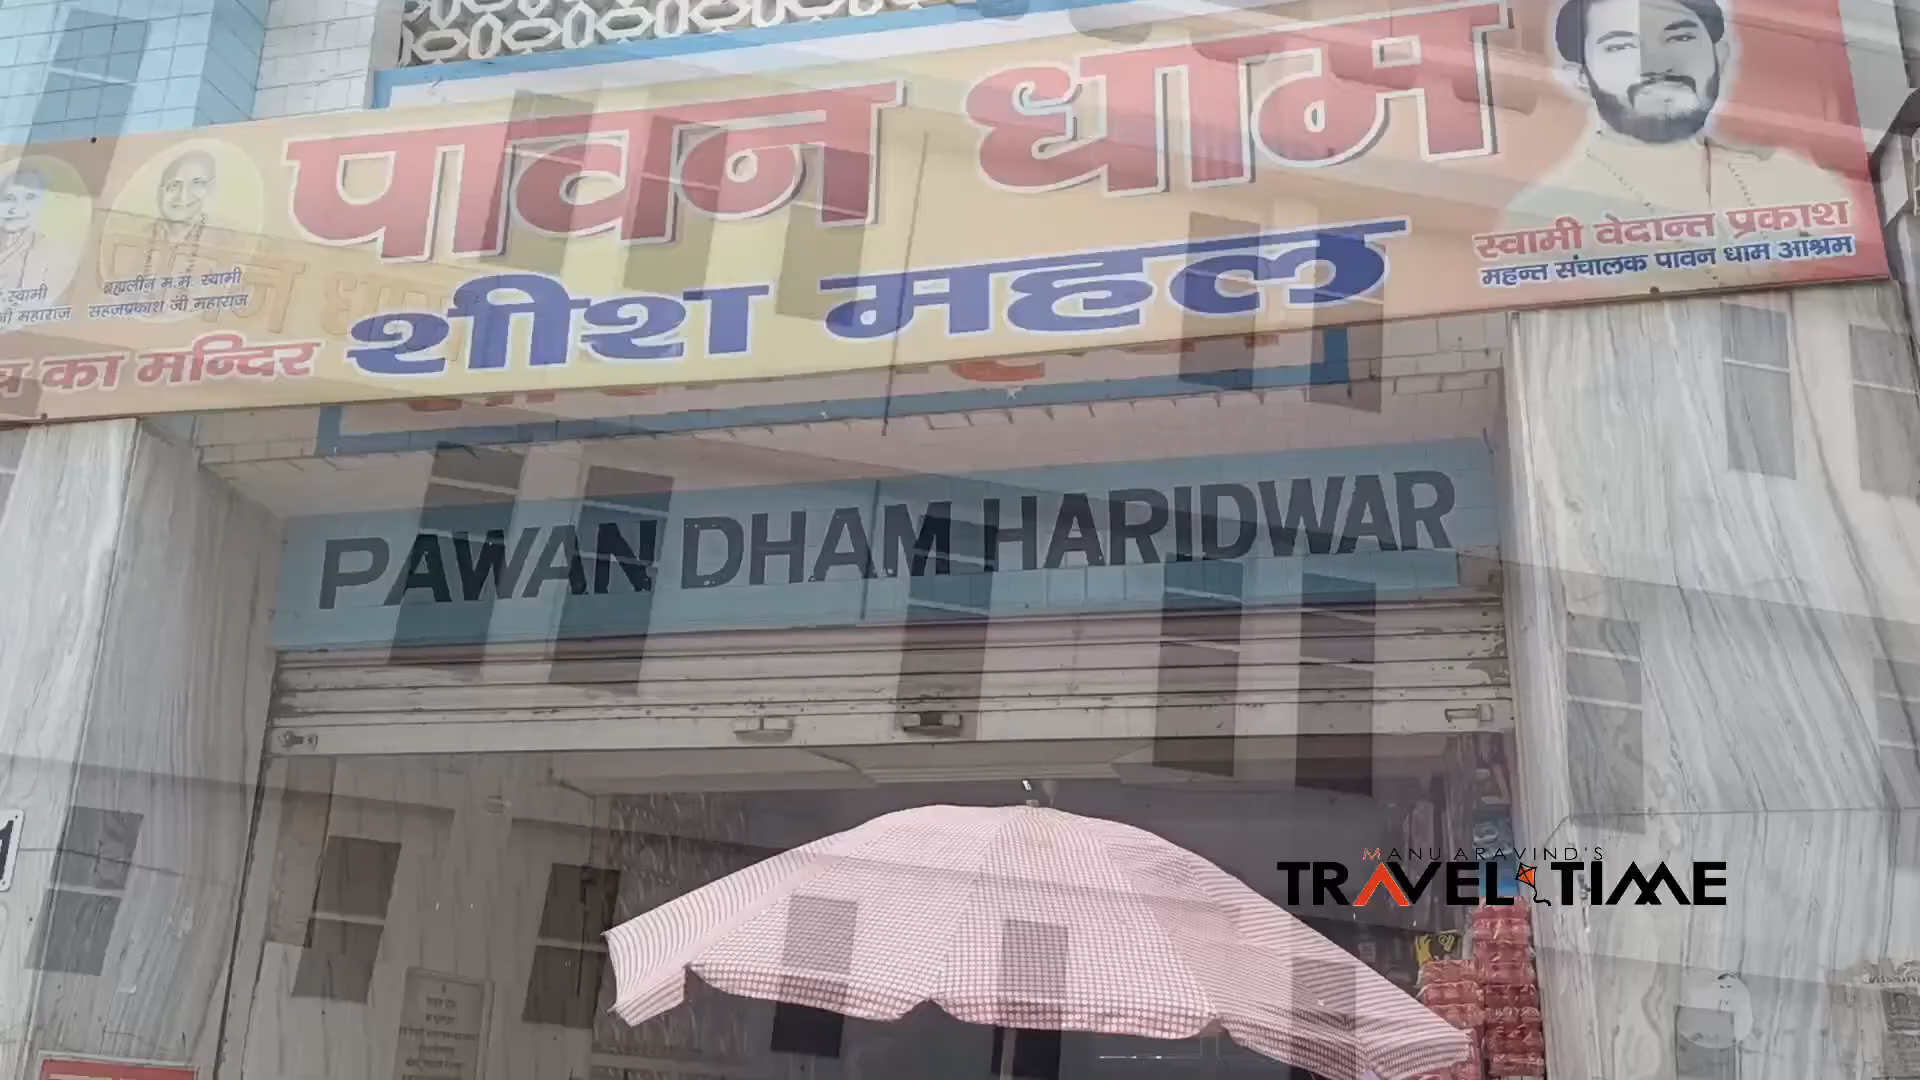 पावन धाम
स्वामी
जी महाराज
ब्रह्मलीन म.म. स्वामी
सहजप्रकाश जी महाराज
का मन्दिर
शीश महल
स्वामी वेदान्त प्रकाश
महन्त संचालक पावन धाम आश्रम
PAWAN DHAM HARIDWAR
MANU ARAVIND'S
TRAVEL TIME